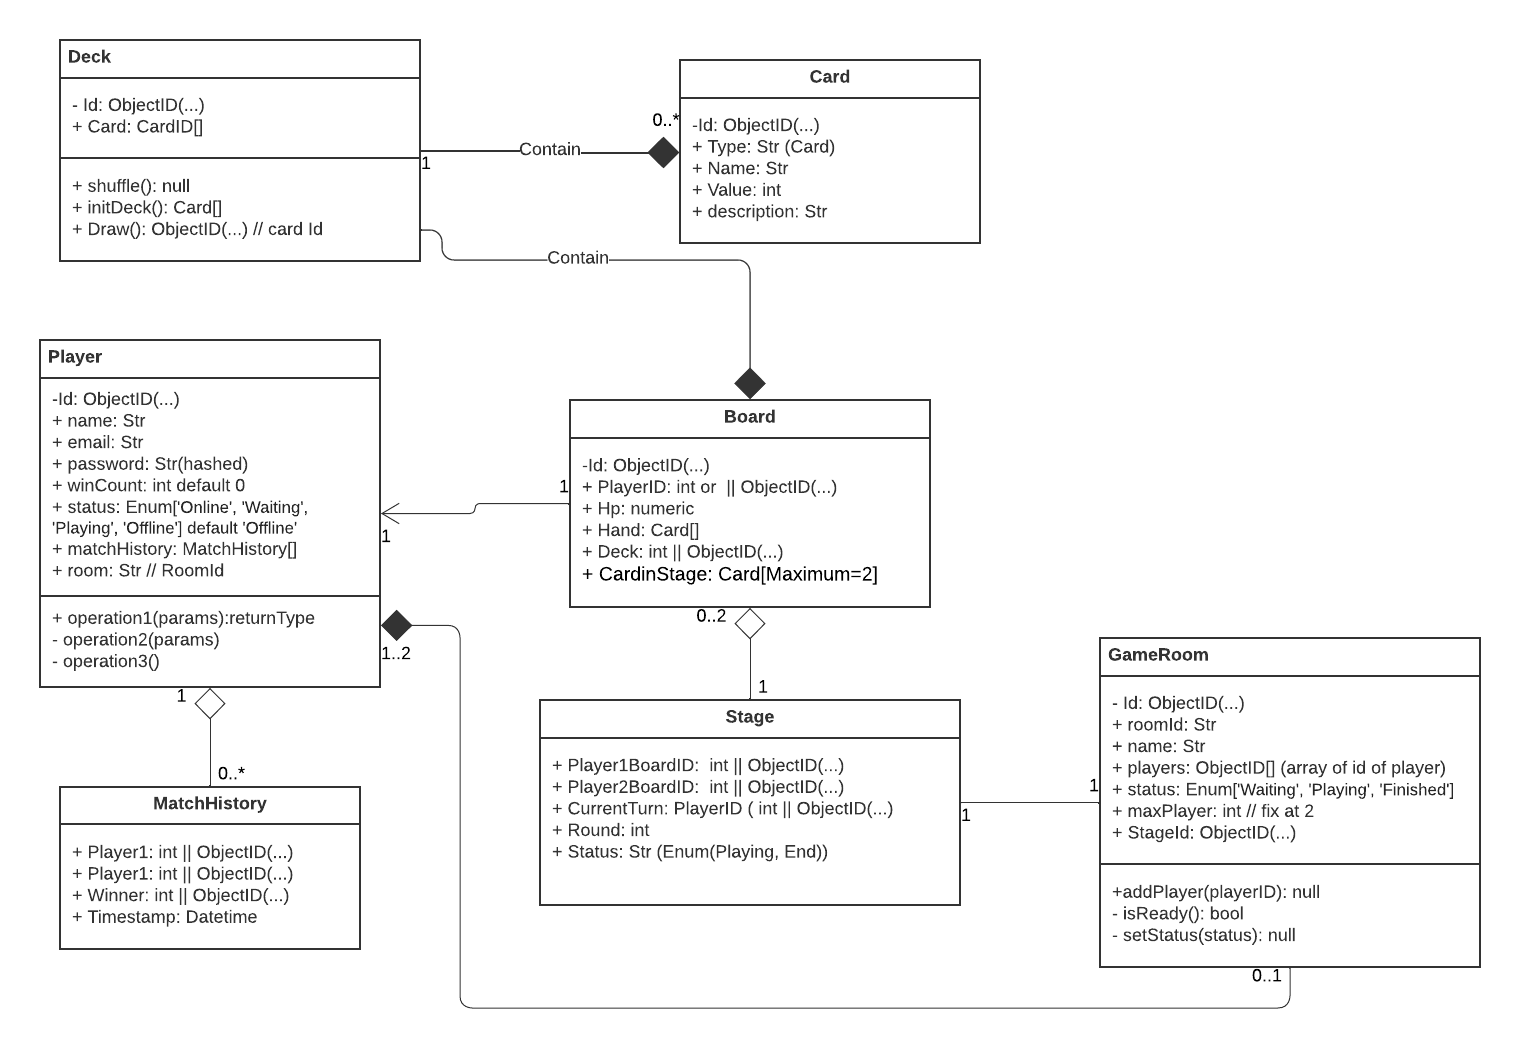 Deck
- Id: ObjectID(...)
+ Card: CardID[]
+ shuffle(): null
+ initDeck(): Card[]
+ Draw(): ObjectID(...) // card Id
1
Contain
0..*
Card
-Id: ObjectID(...)
+ Type: Str (Card)
+ Name: Str
+ Value: int
+ description: Str
Contain
Player
-Id: ObjectID(...)
+ name: Str
+ email: Str
+ password: Str(hashed)
+ winCount: int default 0
+ status: Enum['Online', 'Waiting',
'Playing', 'Offline'] default 'Offline'
+ matchHistory: MatchHistory[]
+ room: Str // RoomId
+ operation1(params):returnType
- operation2(params)
- operation3()
1
1
1..2
Board
-Id: ObjectID(...)
+ PlayerID: int or  || ObjectID(...)
+ Hp: numeric
+ Hand: Card[]
+ Deck: int || ObjectID(...)
+ CardinStage: Card[Maximum=2]
0..2
1
1
0..*
MatchHistory
+ Player1: int || ObjectID(...)
+ Player1: int || ObjectID(...)
+ Winner: int || ObjectID(...)
+ Timestamp: Datetime
Stage
+ Player1BoardID:  int || ObjectID(...)
+ Player2BoardID:  int || ObjectID(...)
+ CurrentTurn: PlayerID ( int || ObjectID(...)
+ Round: int
+ Status: Str (Enum(Playing, End))
1
1
GameRoom
- Id: ObjectID(...)
+ roomId: Str
+ name: Str
+ players: ObjectID[] (array of id of player)
+ status: Enum['Waiting', 'Playing', 'Finished']
+ maxPlayer: int // fix at 2
+ StageId: ObjectID(...)
+addPlayer(playerID): null
- isReady(): bool
- setStatus(status): null
0..1